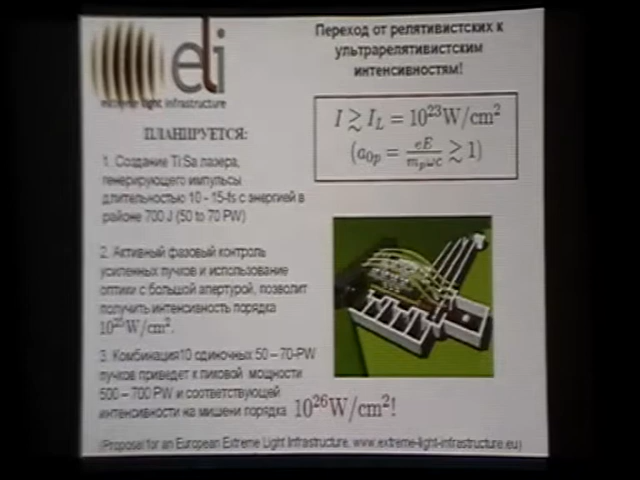 eli
extreme light infrastructure
Переход от релятивистских к
ультрарелятивистским
интенсивностям!
I ≳ I_L = 10^23 W/cm^2
(a_0p = eE/(m_pωc) ≳ 1)
ПЛАНИРУЕТСЯ:
1. Создание Ti:Sa лазера,
генерирующего импульсы
длительностью 10 - 15-fs с энергией в
районе 700 J (50 to 70 PW)
2. Активный фазовый контроль
усиленных пучков и использование
оптики с большой апертурой, позволит
получить интенсивность порядка
10^25 W/cm^2.
3. Комбинация10 одиночных 50 – 70-PW
пучков приведет к пиковой мощности
500 – 700 PW и соответствующей
интенсивности на мишени порядка 10^26 W/cm^2!
(Proposal for an European Extreme Light Infrastructure, www.extreme-light-infrastructure.eu)